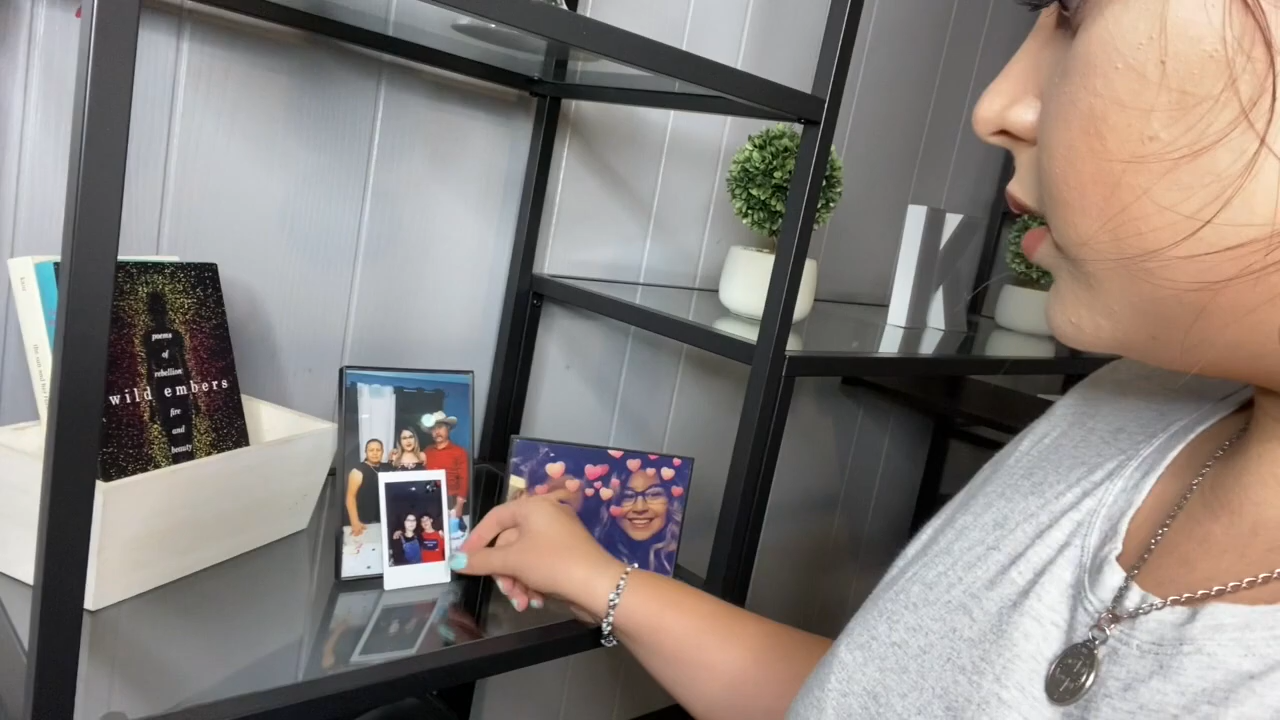 poems
of
rebellion
wild embers
fire
and
beauty
K